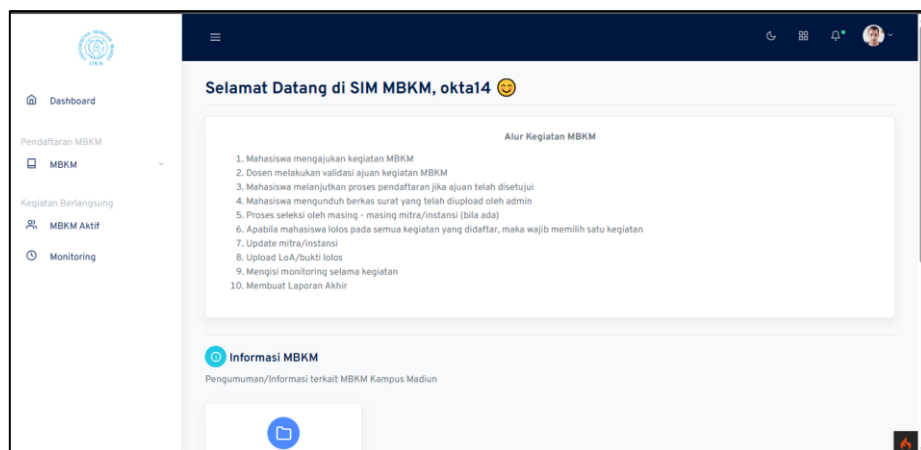 UNIVERSITAS SEBELAS MARET
UNS
Dashboard
Pendaftaran MBKM
MBKM
Kegiatan Berlangsung
MBKM Aktif
Monitoring
Selamat Datang di SIM MBKM, okta14
Alur Kegiatan MBKM
1. Mahasiswa mengajukan kegiatan MBKM
2. Dosen melakukan validasi ajuan kegiatan MBKM
3. Mahasiswa melanjutkan proses pendaftaran jika ajuan telah disetujui
4. Mahasiswa mengunduh berkas surat yang telah diupload oleh admin
5. Proses seleksi oleh masing - masing mitra/instansi (bila ada)
6. Apabila mahasiswa lolos pada semua kegiatan yang didaftar, maka wajib memilih satu kegiatan
7. Update mitra/instansi
8. Upload LoA/bukti lolos
9. Mengisi monitoring selama kegiatan
10. Membuat Laporan Akhir
Informasi MBKM
Pengumuman/Informasi terkait MBKM Kampus Madiun